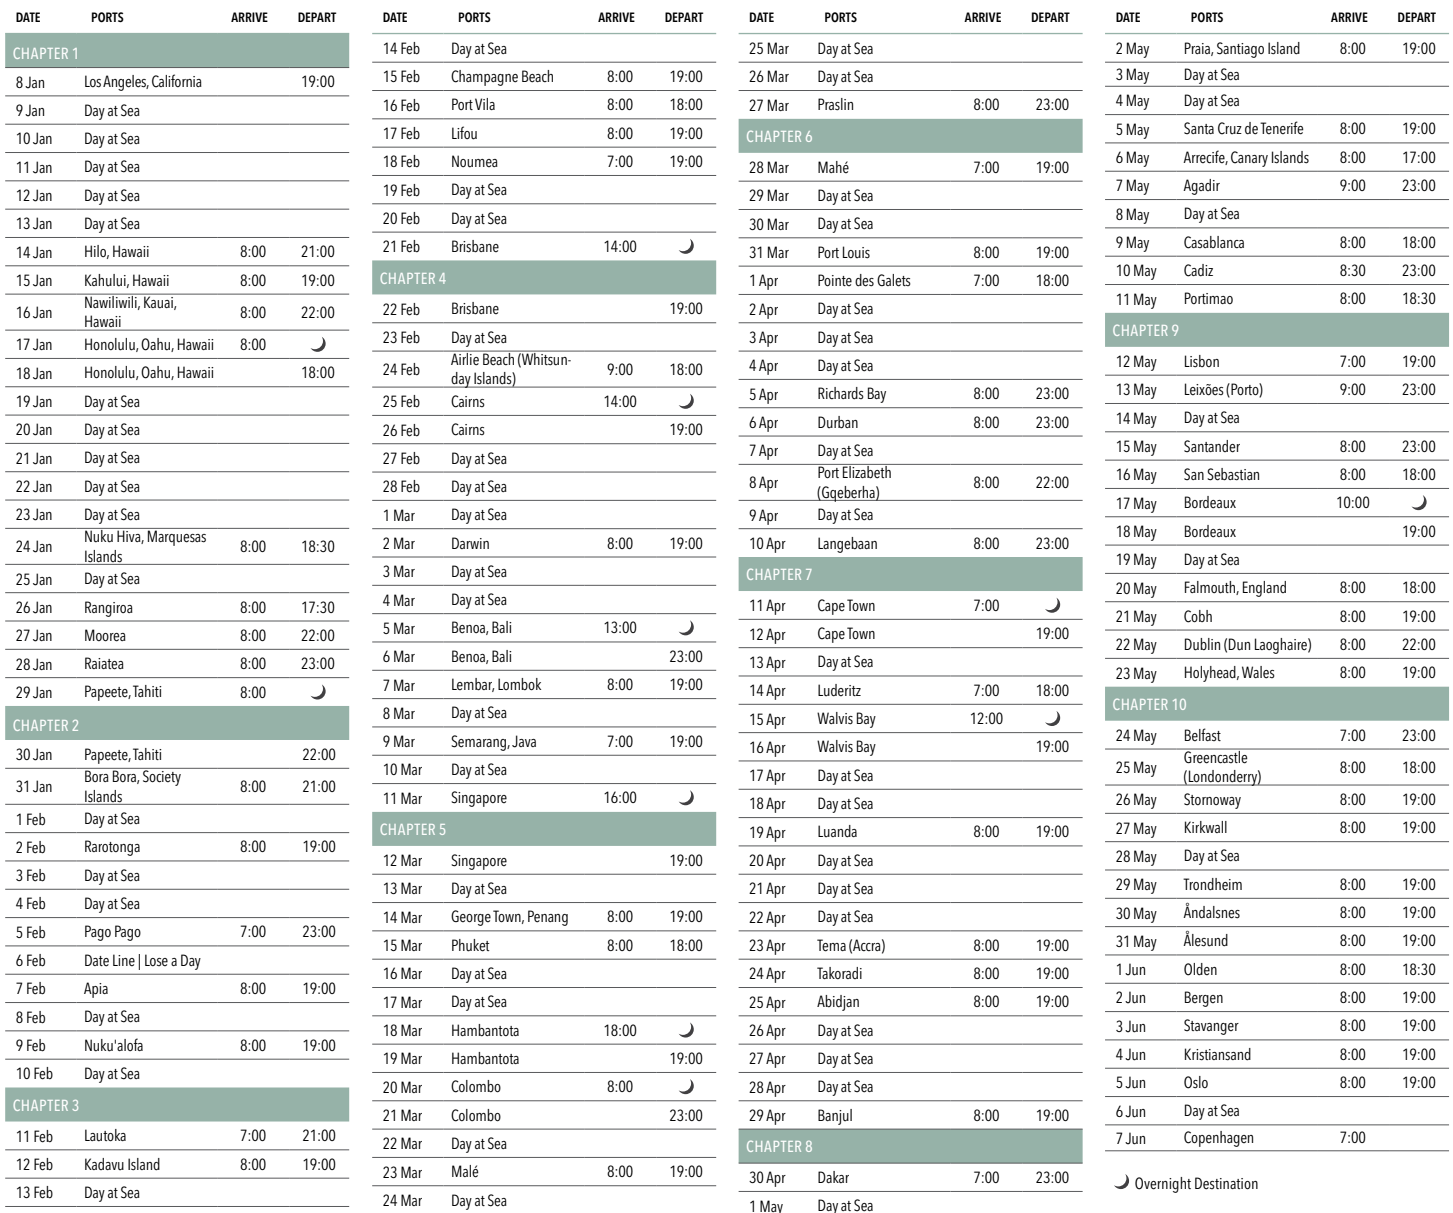 DATE PORTS ARRIVE DEPART
CHAPTER 1
8 Jan Los Angeles, California 19:00
9 Jan Day at Sea
10 Jan Day at Sea
11 Jan Day at Sea
12 Jan Day at Sea
13 Jan Day at Sea
14 Jan Hilo, Hawaii 8:00 21:00
15 Jan Kahului, Hawaii 8:00 19:00
16 Jan Nawiliwili, Kauai, 8:00 22:00
Hawaii
17 Jan Honolulu, Oahu, Hawaii 8:00
18 Jan Honolulu, Oahu, Hawaii 18:00
19 Jan Day at Sea
20 Jan Day at Sea
21 Jan Day at Sea
22 Jan Day at Sea
23 Jan Day at Sea
24 Jan Nuku Hiva, Marquesas 8:00 18:30
Islands
25 Jan Day at Sea
26 Jan Rangiroa 8:00 17:30
27 Jan Moorea 8:00 22:00
28 Jan Raiatea 8:00 23:00
29 Jan Papeete, Tahiti 8:00
CHAPTER 2
30 Jan Papeete, Tahiti 22:00
31 Jan Bora Bora, Society 8:00 21:00
Islands
1 Feb Day at Sea
2 Feb Rarotonga 8:00 19:00
3 Feb Day at Sea
4 Feb Day at Sea
5 Feb Pago Pago 7:00 23:00
6 Feb Date Line | Lose a Day
7 Feb Apia 8:00 19:00
8 Feb Day at Sea
9 Feb Nuku'alofa 8:00 19:00
10 Feb Day at Sea
CHAPTER 3
11 Feb Lautoka 7:00 21:00
12 Feb Kadavu Island 8:00 19:00
13 Feb Day at Sea
DATE PORTS ARRIVE DEPART
14 Feb Day at Sea
15 Feb Champagne Beach 8:00 19:00
16 Feb Port Vila 8:00 18:00
17 Feb Lifou 8:00 19:00
18 Feb Noumea 7:00 19:00
19 Feb Day at Sea
20 Feb Day at Sea
21 Feb Brisbane 14:00
CHAPTER 4
22 Feb Brisbane 19:00
23 Feb Day at Sea
24 Feb Airlie Beach (Whitsun- 9:00 18:00
day Islands)
25 Feb Cairns 14:00
26 Feb Cairns 19:00
27 Feb Day at Sea
28 Feb Day at Sea
1 Mar Day at Sea
2 Mar Darwin 8:00 19:00
3 Mar Day at Sea
4 Mar Day at Sea
5 Mar Benoa, Bali 13:00
6 Mar Benoa, Bali 23:00
7 Mar Lembar, Lombok 8:00 19:00
8 Mar Day at Sea
9 Mar Semarang, Java 7:00 19:00
10 Mar Day at Sea
11 Mar Singapore 16:00
CHAPTER 5
12 Mar Singapore 19:00
13 Mar Day at Sea
14 Mar George Town, Penang 8:00 19:00
15 Mar Phuket 8:00 18:00
16 Mar Day at Sea
17 Mar Day at Sea
18 Mar Hambantota 18:00
19 Mar Hambantota 19:00
20 Mar Colombo 8:00
21 Mar Colombo 23:00
22 Mar Day at Sea
23 Mar Malé 8:00 19:00
24 Mar Day at Sea
DATE PORTS ARRIVE DEPART
25 Mar Day at Sea
26 Mar Day at Sea
27 Mar Praslin 8:00 23:00
CHAPTER 6
28 Mar Mahé 7:00 19:00
29 Mar Day at Sea
30 Mar Day at Sea
31 Mar Port Louis 8:00 19:00
1 Apr Pointe des Galets 7:00 18:00
2 Apr Day at Sea
3 Apr Day at Sea
4 Apr Day at Sea
5 Apr Richards Bay 8:00 23:00
6 Apr Durban 8:00 23:00
7 Apr Day at Sea
8 Apr Port Elizabeth 8:00 22:00
(Gqeberha)
9 Apr Day at Sea
10 Apr Langebaan 8:00 23:00
CHAPTER 7
11 Apr Cape Town 7:00
12 Apr Cape Town 19:00
13 Apr Day at Sea
14 Apr Luderitz 7:00 18:00
15 Apr Walvis Bay 12:00
16 Apr Walvis Bay 19:00
17 Apr Day at Sea
18 Apr Day at Sea
19 Apr Luanda 8:00 19:00
20 Apr Day at Sea
21 Apr Day at Sea
22 Apr Day at Sea
23 Apr Tema (Accra) 8:00 19:00
24 Apr Takoradi 8:00 19:00
25 Apr Abidjan 8:00 19:00
26 Apr Day at Sea
27 Apr Day at Sea
28 Apr Day at Sea
29 Apr Banjul 8:00 19:00
CHAPTER 8
30 Apr Dakar 7:00 23:00
1 May Day at Sea
DATE PORTS ARRIVE DEPART
2 May Praia, Santiago Island 8:00 19:00
3 May Day at Sea
4 May Day at Sea
5 May Santa Cruz de Tenerife 8:00 19:00
6 May Arrecife, Canary Islands 8:00 17:00
7 May Agadir 9:00 23:00
8 May Day at Sea
9 May Casablanca 8:00 18:00
10 May Cadiz 8:30 23:00
11 May Portimao 8:00 18:30
CHAPTER 9
12 May Lisbon 7:00 19:00
13 May Leixões (Porto) 9:00 23:00
14 May Day at Sea
15 May Santander 8:00 23:00
16 May San Sebastian 8:00 18:00
17 May Bordeaux 10:00
18 May Bordeaux 19:00
19 May Day at Sea
20 May Falmouth, England 8:00 18:00
21 May Cobh 8:00 19:00
22 May Dublin (Dun Laoghaire) 8:00 22:00
23 May Holyhead, Wales 8:00 19:00
CHAPTER 10
24 May Belfast 7:00 23:00
25 May Greencastle 8:00 18:00
(Londonderry)
26 May Stornoway 8:00 19:00
27 May Kirkwall 8:00 19:00
28 May Day at Sea
29 May Trondheim 8:00 19:00
30 May Åndalsnes 8:00 19:00
31 May Ålesund 8:00 19:00
1 Jun Olden 8:00 18:30
2 Jun Bergen 8:00 19:00
3 Jun Stavanger 8:00 19:00
4 Jun Kristiansand 8:00 19:00
5 Jun Oslo 8:00 19:00
6 Jun Day at Sea
7 Jun Copenhagen 7:00
Overnight Destination